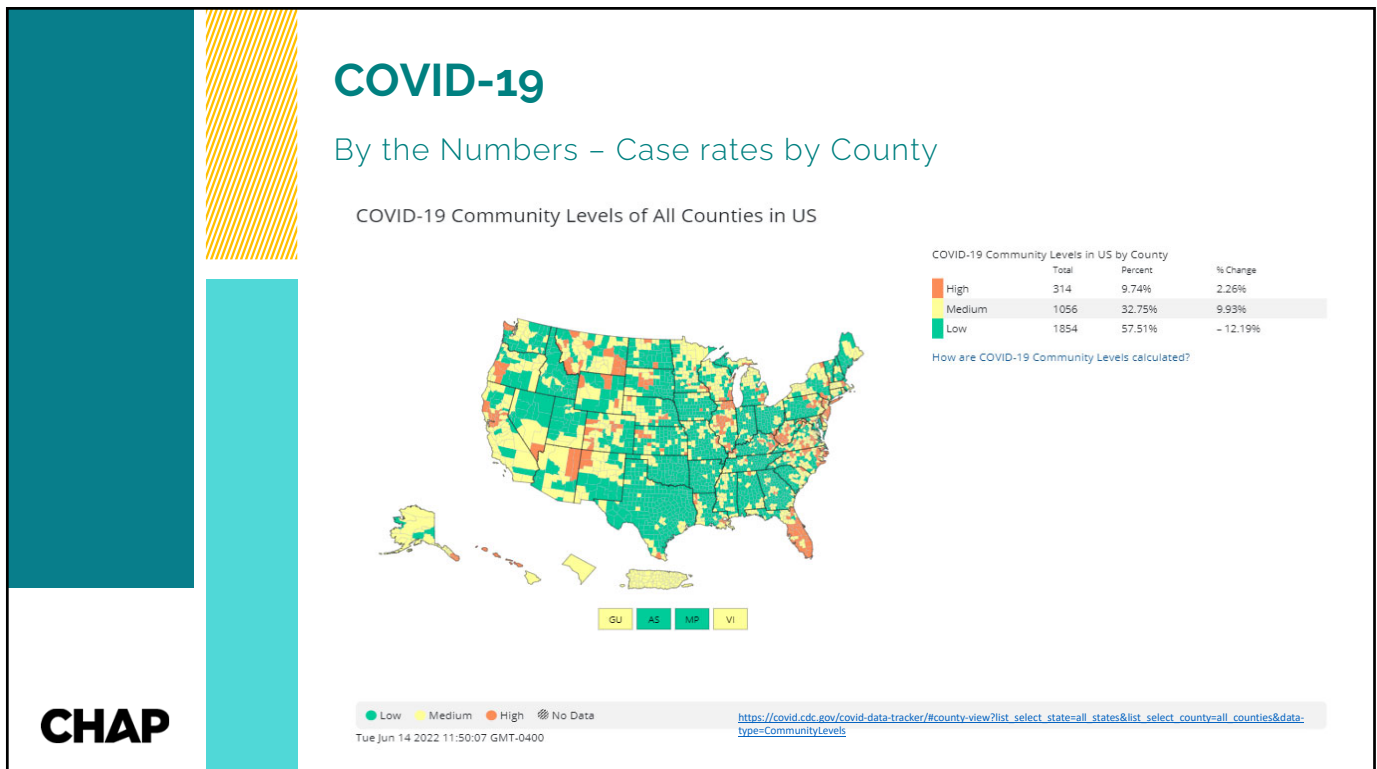 COVID-19
By the Numbers – Case rates by County
COVID-19 Community Levels of All Counties in US
COVID-19 Community Levels in US by County
Total Percent % Change
High 314 9.74% 2.26%
Medium 1056 32.75% 9.93%
Low 1854 57.51% – 12.19%
How are COVID-19 Community Levels calculated?
GU AS MP VI
Low Medium High No Data
https://covid.cdc.gov/covid-data-tracker/#county-view?list_select_state=all_states&list_select_county=all_counties&data-
type=CommunityLevels
Tue Jun 14 2022 11:50:07 GMT-0400
CHAP